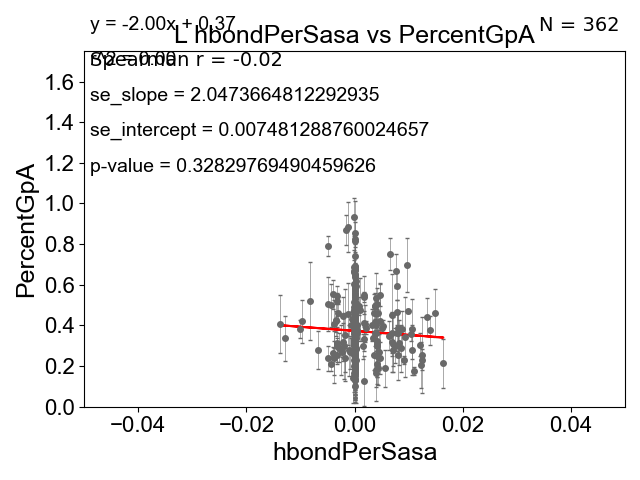 y = -2.00x + 0.37
L hbondPerSasa vs PercentGpA
N = 362
Spearman r = -0.02
se_slope = 2.0473664812292935
se_intercept = 0.007481288760024657
p-value = 0.32829769490459626
PercentGpA
1.6
1.4
1.2
1.0
0.8
0.6
0.4
0.2
0.0
−0.04
−0.02
0.00
0.02
0.04
hbondPerSasa